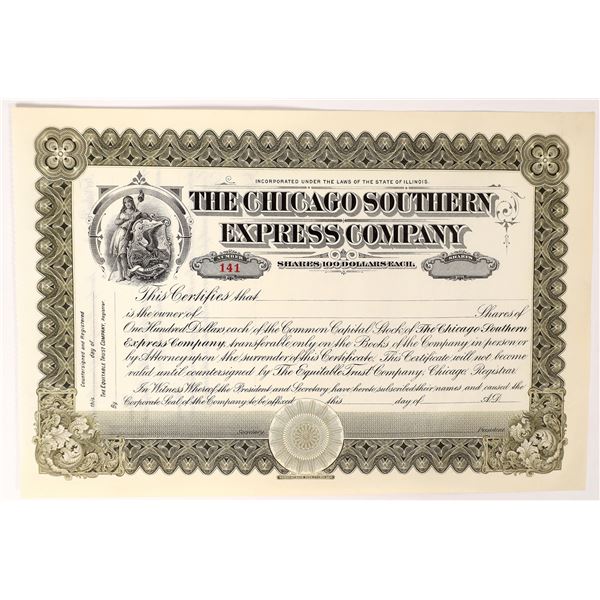 INCORPORATED UNDER THE LAWS OF THE STATE OF ILLINOIS.
THE CHICAGO SOUTHERN
EXPRESS COMPANY
NUMBER
141
SHARES 100 DOLLARS EACH.
SHARES
This Certifies that
is the owner of Shares of
One Hundred Dollars each of the Common Capital Stock of The Chicago Southern
Express Company, transferable only on the Books of the Company in person or
by Attorney upon the surrender of this Certificate. This Certificate will not become
valid until countersigned by The Equitable Trust Company, Chicago, Registrar.
In Witness Whereof the President and Secretary have hereto subscribed their names and caused the
Corporate Seal of the Company to be affixed this day of A.D.
Secretary. President.
Countersigned and Registered
this day of
THE EQUITABLE TRUST COMPANY, Registrar.
By